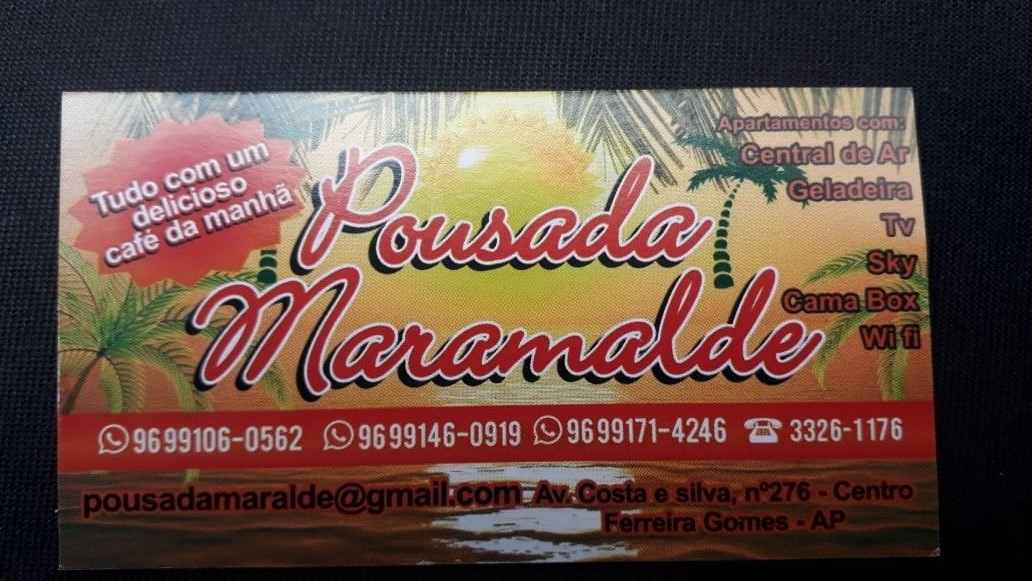 Tudo com um
delicioso
café da manhã
Pousada
Maramalde
Apartamentos com:
Central de Ar
Geladeira
Tv
Sky
Cama Box
Wi fi
96 99106-0562 96 99146-0919 96 99171-4246 3326-1176
pousadamaralde@gmail.com Av. Costa e silva, nº276 - Centro
Ferreira Gomes - AP